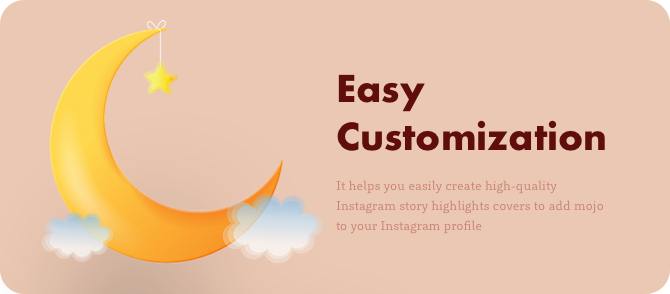 Easy
Customization
It helps you easily create high-quality
Instagram story highlights covers to add mojo
to your Instagram profile